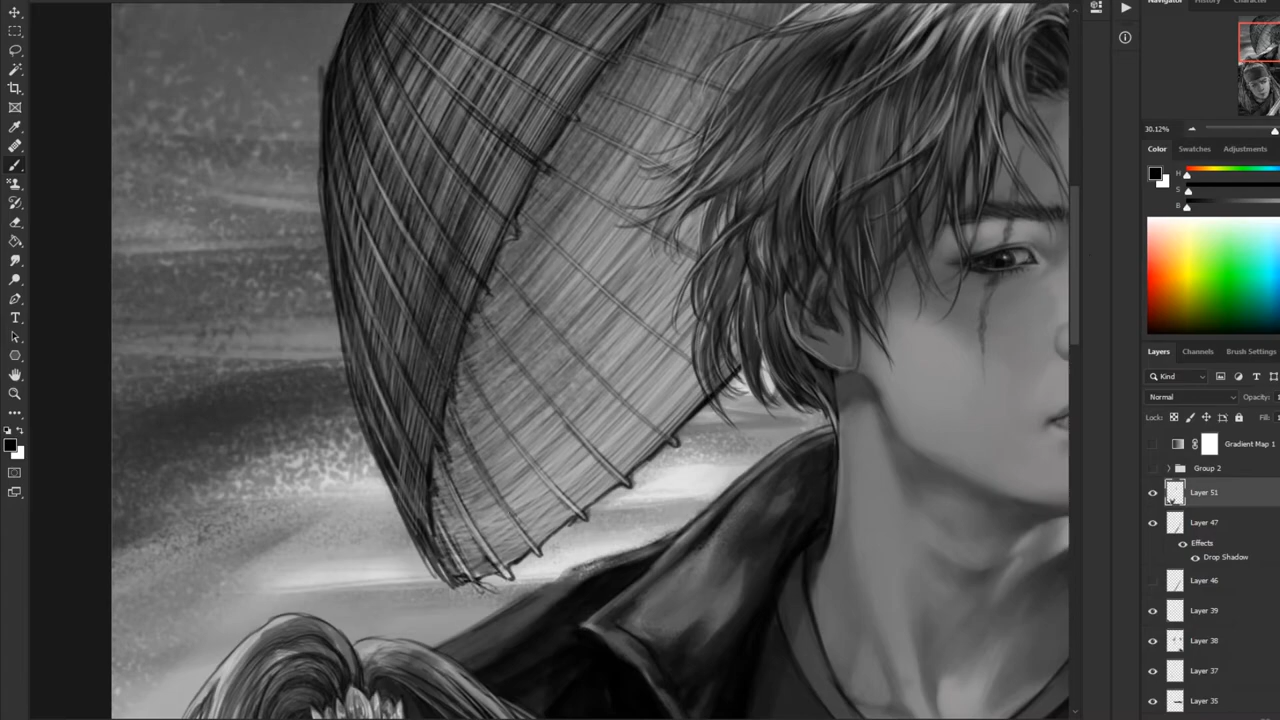 Navigator History Character
30.12%
Color Swatches Adjustments
H
S
B
Layers Channels Brush Settings
Kind
T
Normal Opacity:
Lock: Fill:
Gradient Map 1
Group 2
Layer 51
Layer 47
Effects
Drop Shadow
Layer 46
Layer 39
Layer 38
Layer 37
Layer 35